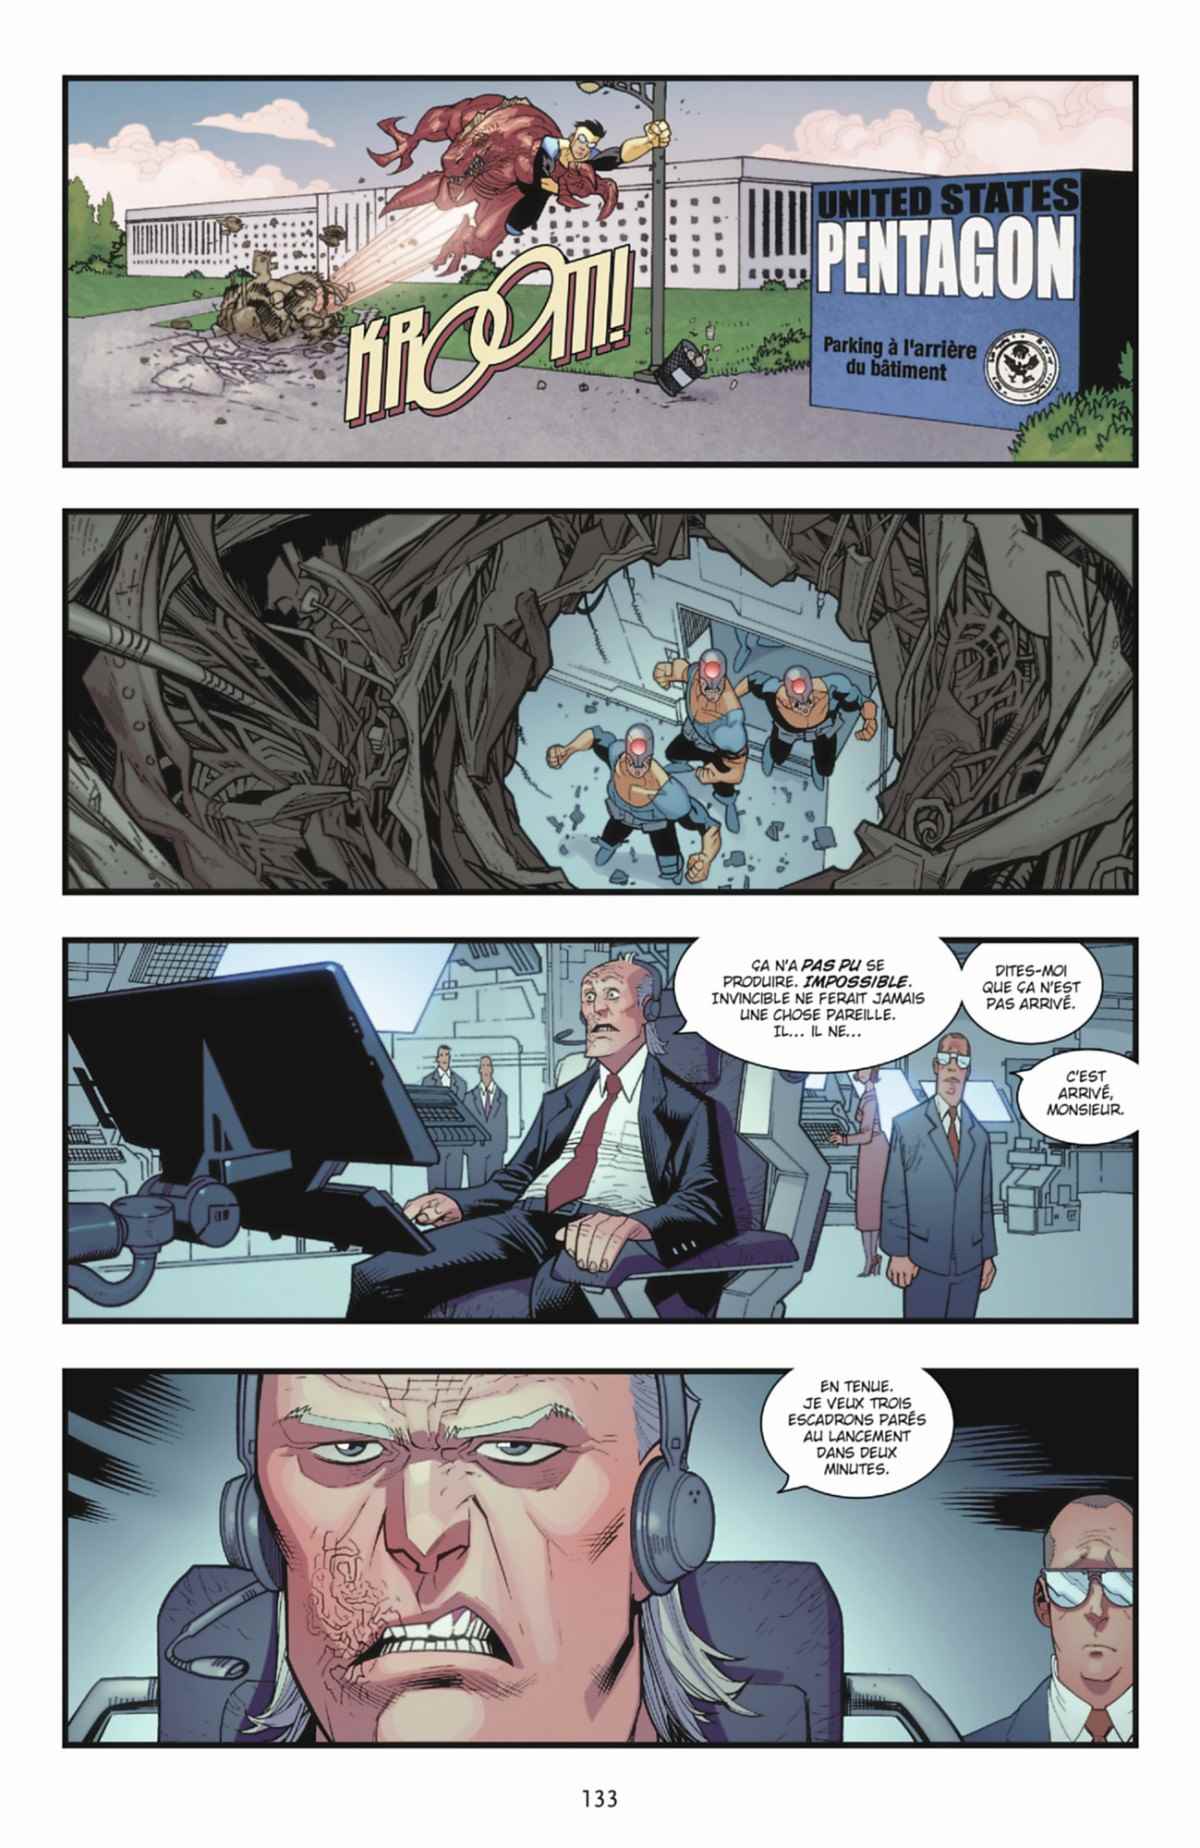 UNITED STATES
PENTAGON
Parking à l'arrière
du bâtiment
KROOM!
ÇA N'A PAS PU SE
PRODUIRE. IMPOSSIBLE.
INVINCIBLE NE FERAIT JAMAIS
UNE CHOSE PAREILLE.
IL... IL NE...
DITES-MOI
QUE ÇA N'EST
PAS ARRIVÉ.
C'EST
ARRIVÉ,
MONSIEUR.
EN TENUE.
JE VEUX TROIS
ESCADRONS PARÉS
AU LANCEMENT
DANS DEUX
MINUTES.
133